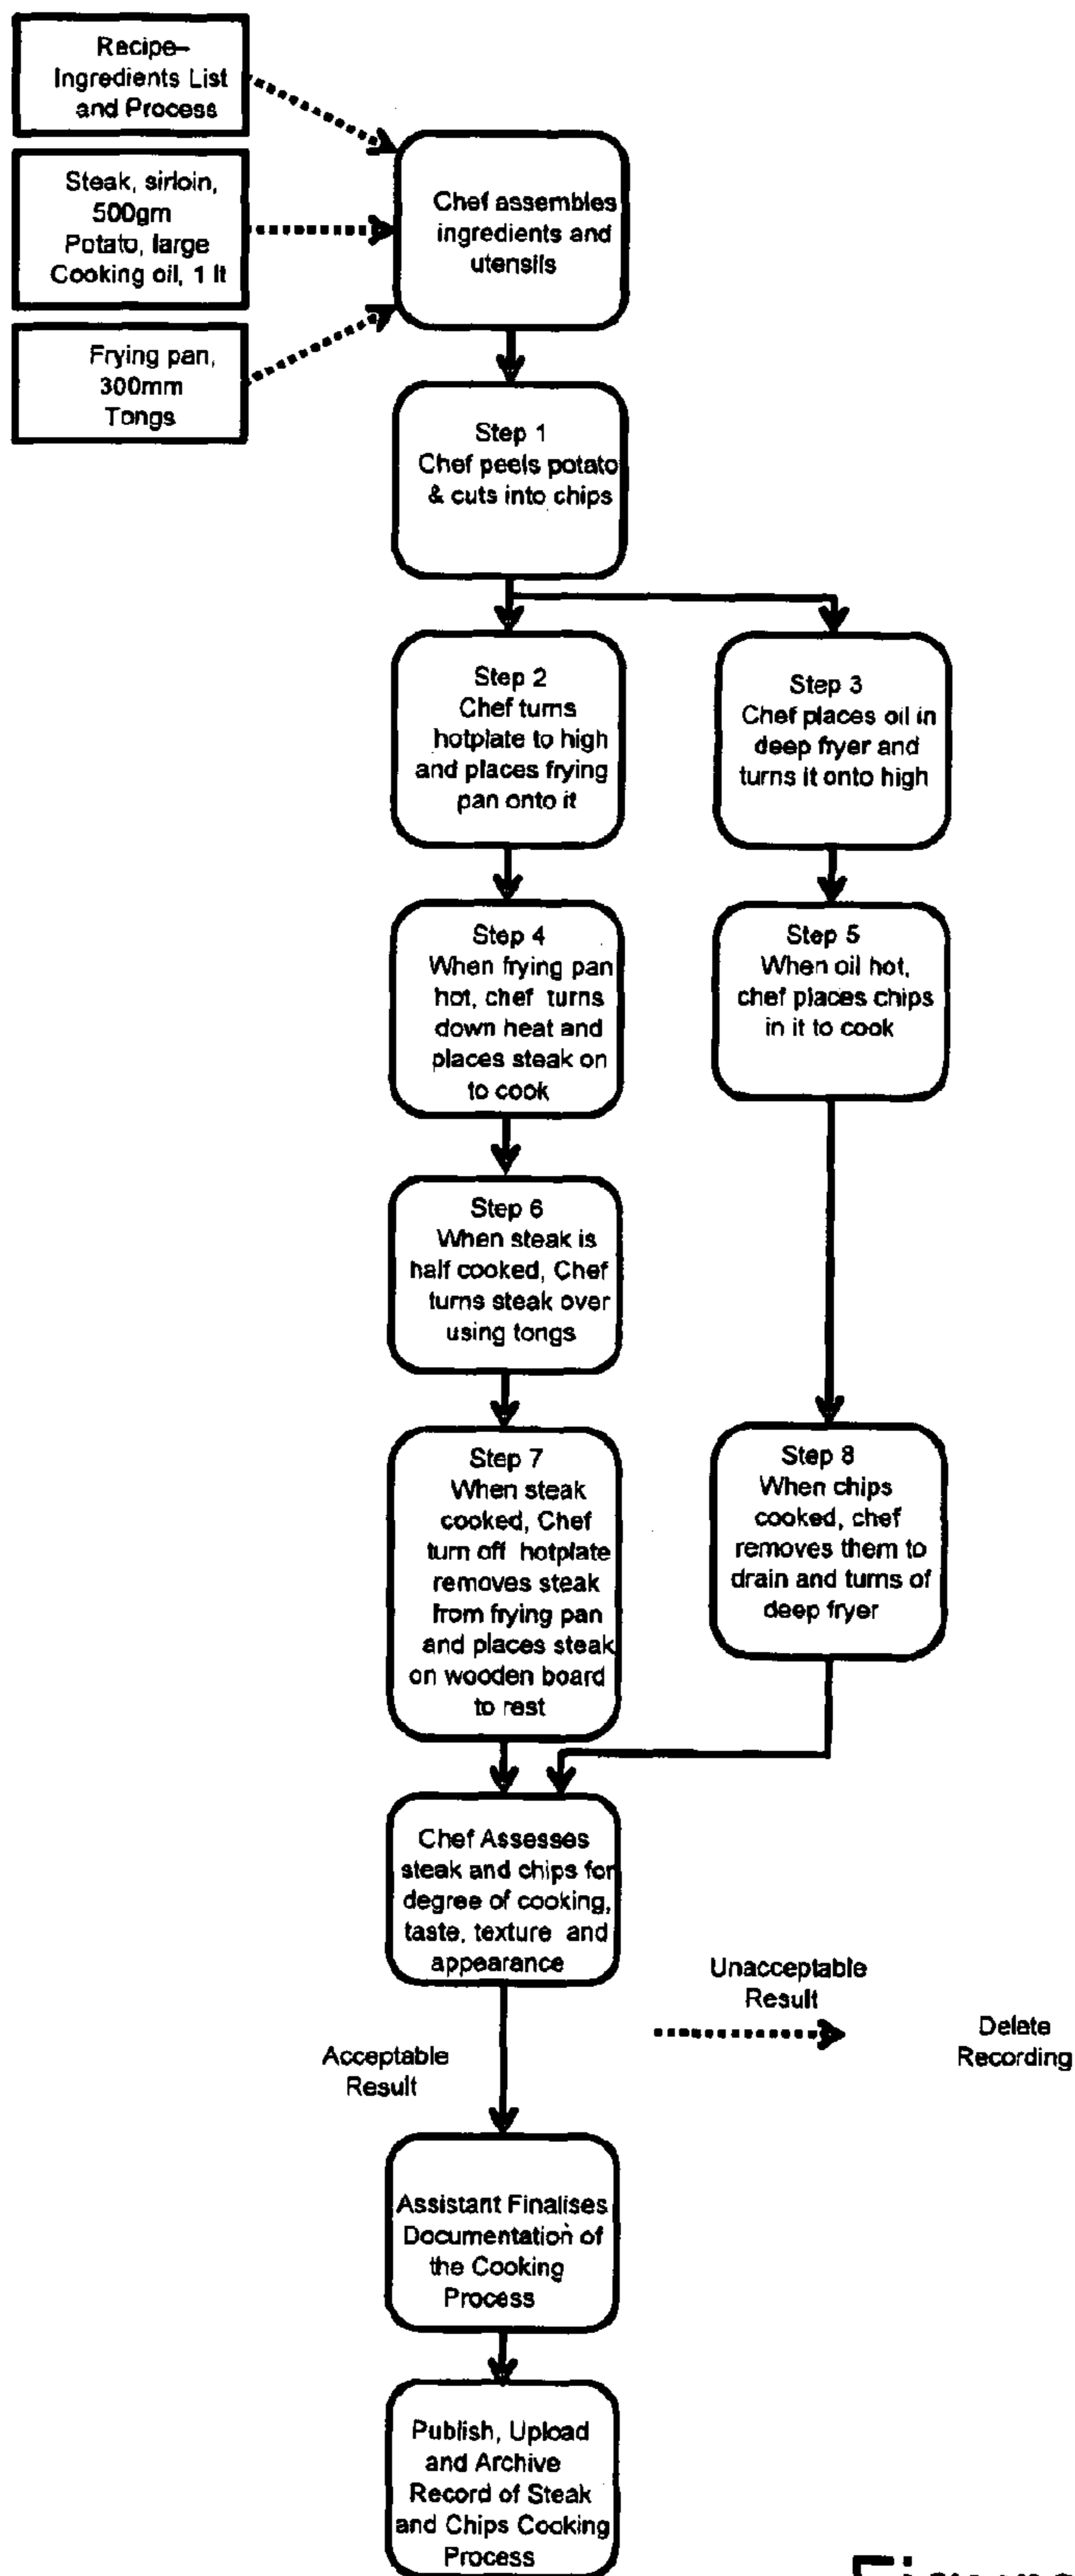 Recipe–
Ingredients List
and Process
Steak, sirloin,
500gm
Potato, large
Cooking oil, 1 lt
Frying pan,
300mm
Tongs
Chef assembles
ingredients and
utensils
Step 1
Chef peels potato
& cuts into chips
Step 2
Chef turns
hotplate to high
and places frying
pan onto it
Step 3
Chef places oil in
deep fryer and
turns it onto high
Step 4
When frying pan
hot, chef turns
down heat and
places steak on
to cook
Step 5
When oil hot,
chef places chips
in it to cook
Step 6
When steak is
half cooked, Chef
turns steak over
using tongs
Step 7
When steak
cooked, Chef
turn off hotplate
removes steak
from frying pan
and places steak
on wooden board
to rest
Step 8
When chips
cooked, chef
removes them to
drain and turns of
deep fryer
Chef Assesses
steak and chips for
degree of cooking,
taste, texture and
appearance
Unacceptable
Result
Delete
Recording
Acceptable
Result
Assistant Finalises
Documentation of
the Cooking
Process
Publish, Upload
and Archive
Record of Steak
and Chips Cooking
Process